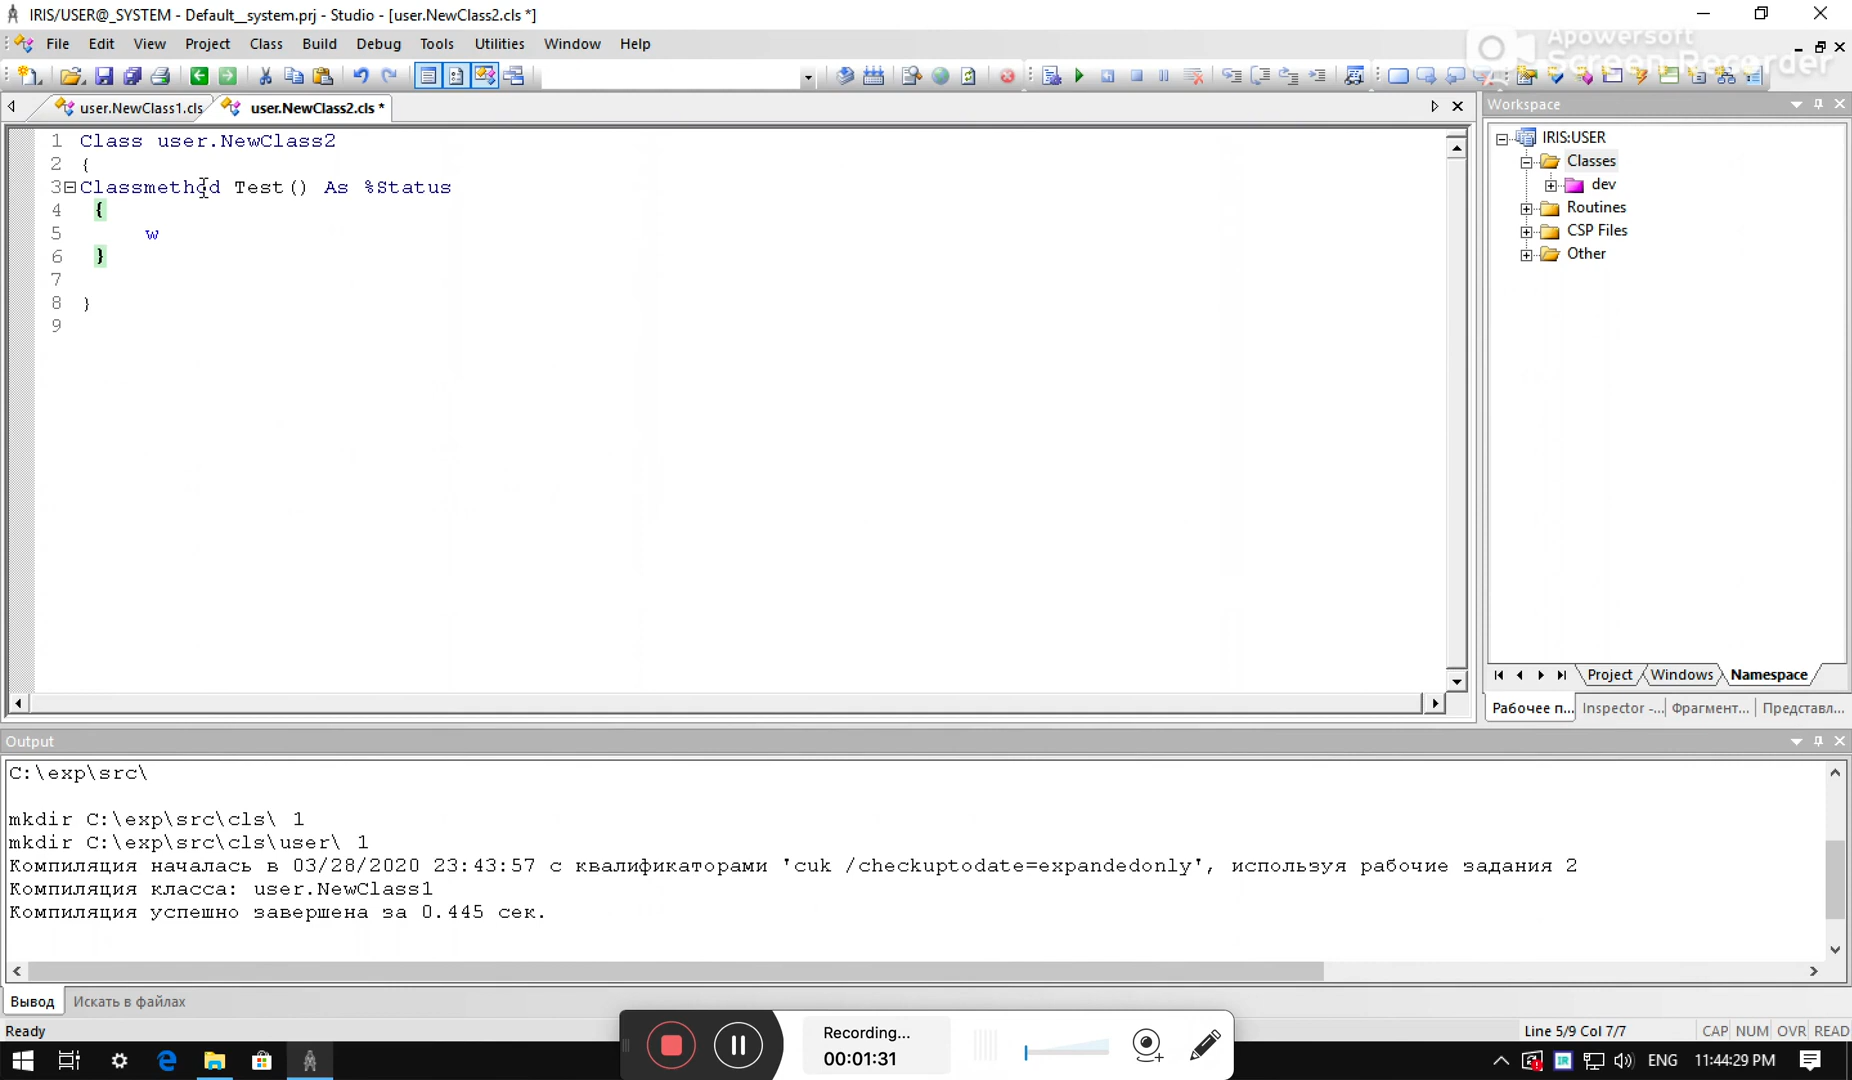 IRIS/USER@_SYSTEM - Default__system.prj - Studio - [user.NewClass2.cls *]
File Edit View Project Class Build Debug Tools Utilities Window Help
Apowersoft
Screen Recorder
user.NewClass1.cls user.NewClass2.cls *
1 Class user.NewClass2
2 {
3 Classmethod Test() As %Status
4 {
5 w
6 }
7
8 }
9
Workspace
IRIS:USER
Classes
dev
Routines
CSP Files
Other
Project Windows Namespace
Рабочее п... Inspector -... Фрагмент... Представл...
Output
C:\exp\src\
mkdir C:\exp\src\cls\ 1
mkdir C:\exp\src\cls\user\ 1
Компиляция началась в 03/28/2020 23:43:57 с квалификаторами 'cuk /checkuptodate=expandedonly', используя рабочие задания 2
Компиляция класса: user.NewClass1
Компиляция успешно завершена за 0.445 сек.
Вывод Искать в файлах
Ready
Line 5/9 Col 7/7 CAP NUM OVR READ
Recording...
00:01:31
ENG 11:44:29 PM